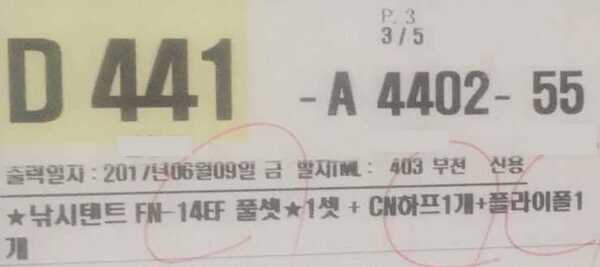 P. 3
3 / 5
D 441 - A 4402 - 55
출력일자 : 2017년06월09일 금 발지TML : 403 부천 신용
★낚시텐트 FN-14EF 풀셋★1셋 + CN하프1개+플라이폴1
개